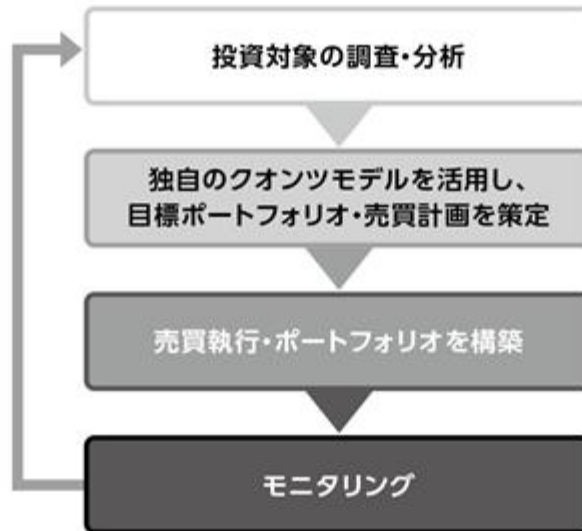 投資対象の調査・分析
独自のクオンツモデルを活用し、
目標ポートフォリオ・売買計画を策定
売買執行・ポートフォリオを構築
モニタリング